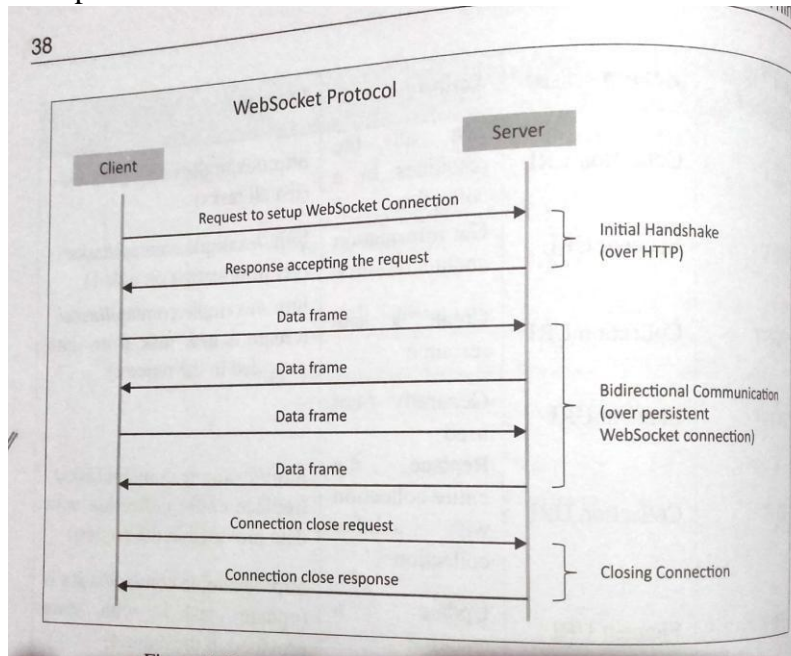 38
WebSocket Protocol
Client
Server
Request to setup WebSocket Connection
Initial Handshake
(over HTTP)
Response accepting the request
Data frame
Data frame
Bidirectional Communication
(over persistent
WebSocket connection)
Data frame
Data frame
Connection close request
Closing Connection
Connection close response